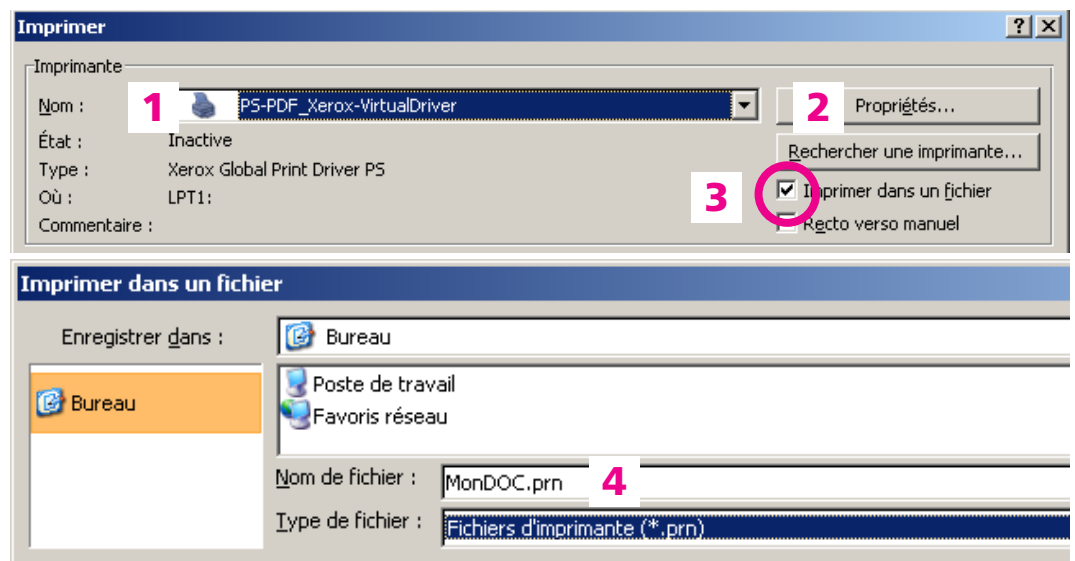 Imprimer
Imprimante
Nom : 1 PS-PDF_Xerox-VirtualDriver 2 Propriétés...
État : Inactive
Rechercher une imprimante...
Type : Xerox Global Print Driver PS
3 Imprimer dans un fichier
Où : LPT1:
Commentaire : Recto verso manuel
Imprimer dans un fichier
Enregistrer dans : Bureau
Bureau
Poste de travail
Favoris réseau
Nom de fichier : MonDOC.prn 4
Type de fichier : Fichiers d'imprimante (*.prn)